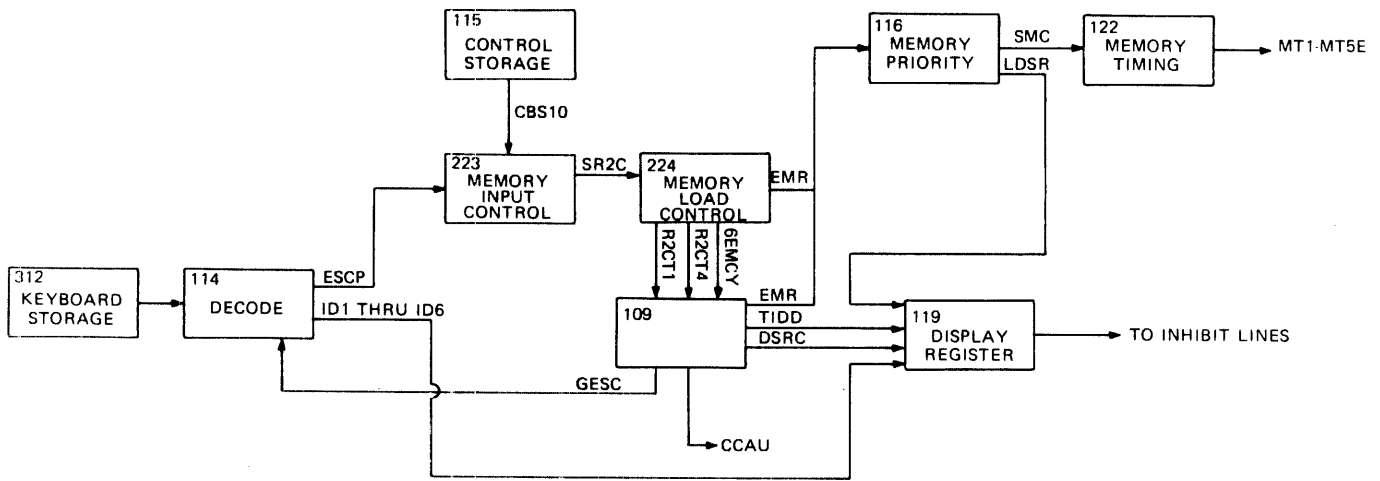 115
CONTROL
STORAGE
CBS10
116
MEMORY
PRIORITY
SMC
LDSR
122
MEMORY
TIMING
MT1-MT5E
223
MEMORY
INPUT
CONTROL
SR2C
224
MEMORY
LOAD
CONTROL
EMR
R2CT1
R2CT4
6EMCY
312
KEYBOARD
STORAGE
114
DECODE
ESCP
ID1 THRU ID6
109
EMR
TIDD
DSRC
119
DISPLAY
REGISTER
TO INHIBIT LINES
GESC
CCAU